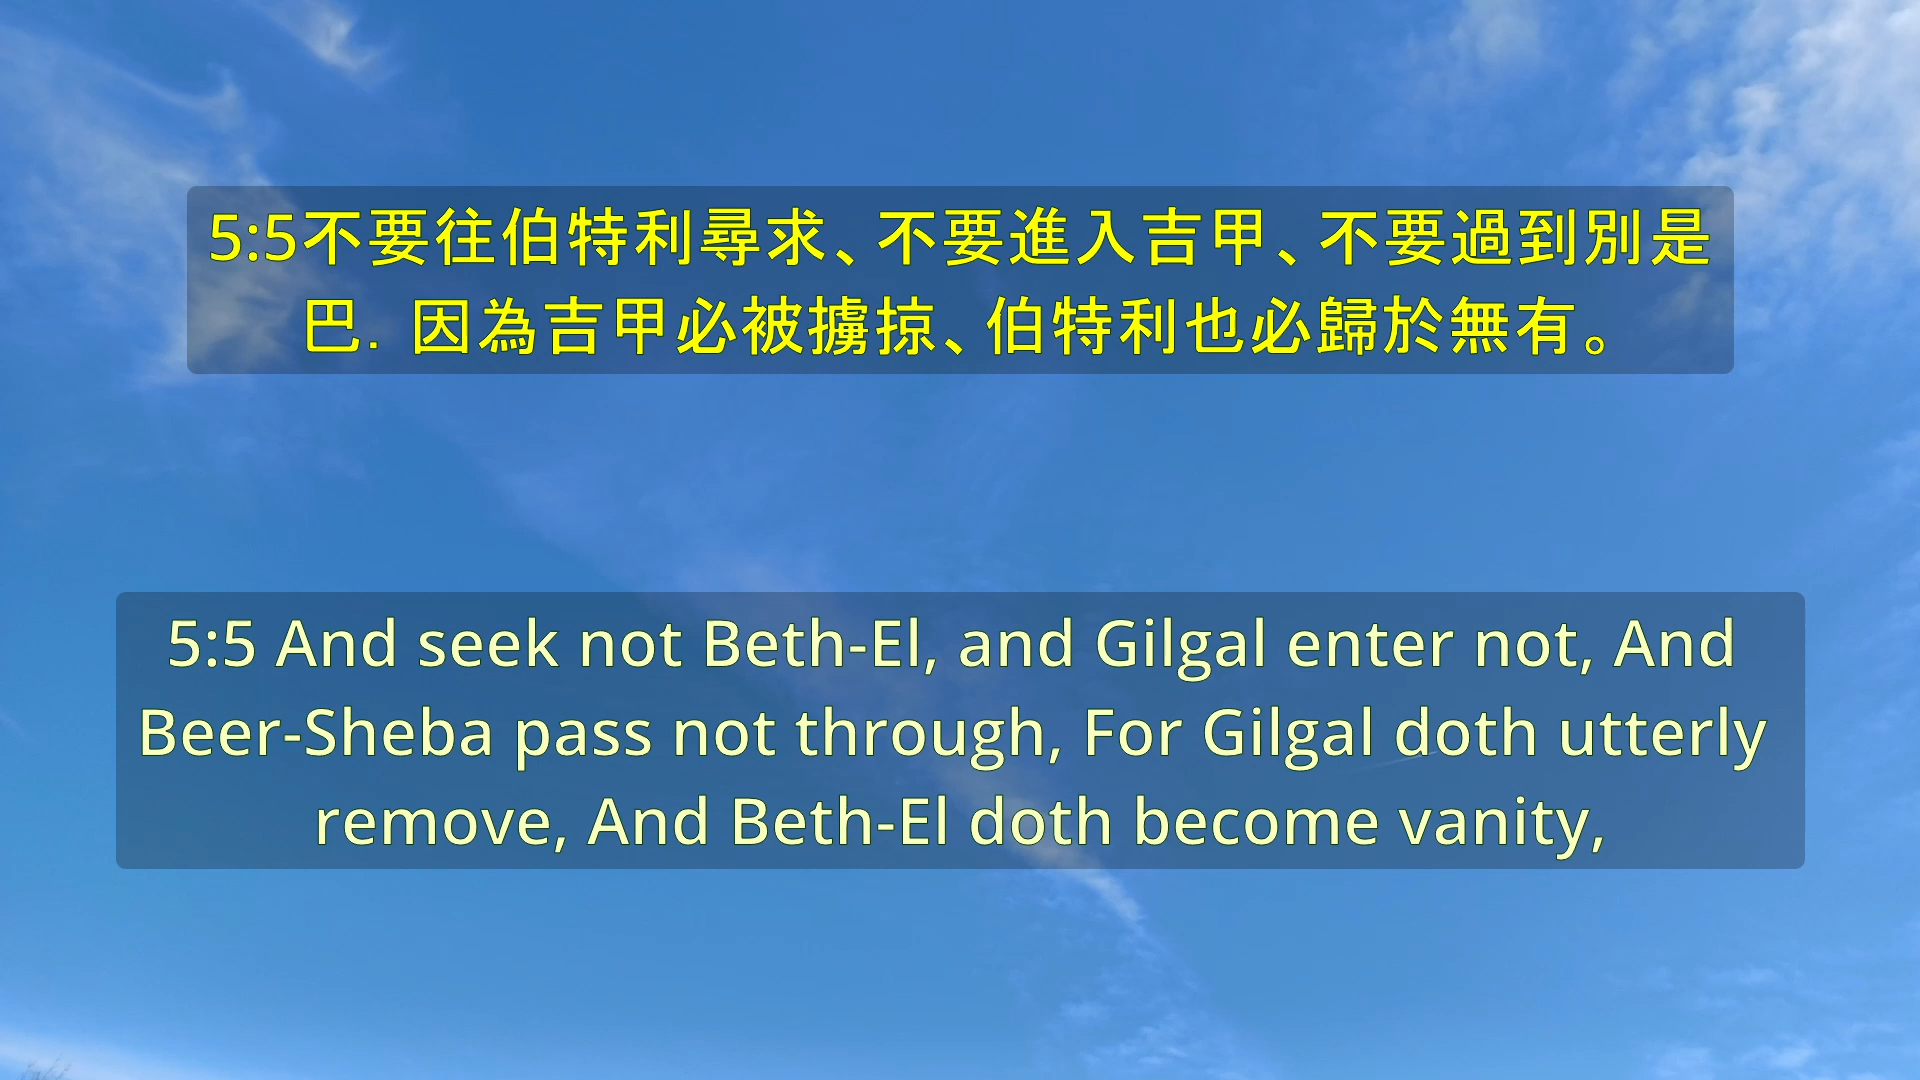 5:5不要往伯特利尋求、不要進入吉甲、不要過到別是
巴．因為吉甲必被擄掠、伯特利也必歸於無有。
5:5 And seek not Beth-El, and Gilgal enter not, And
Beer-Sheba pass not through, For Gilgal doth utterly
remove, And Beth-El doth become vanity,